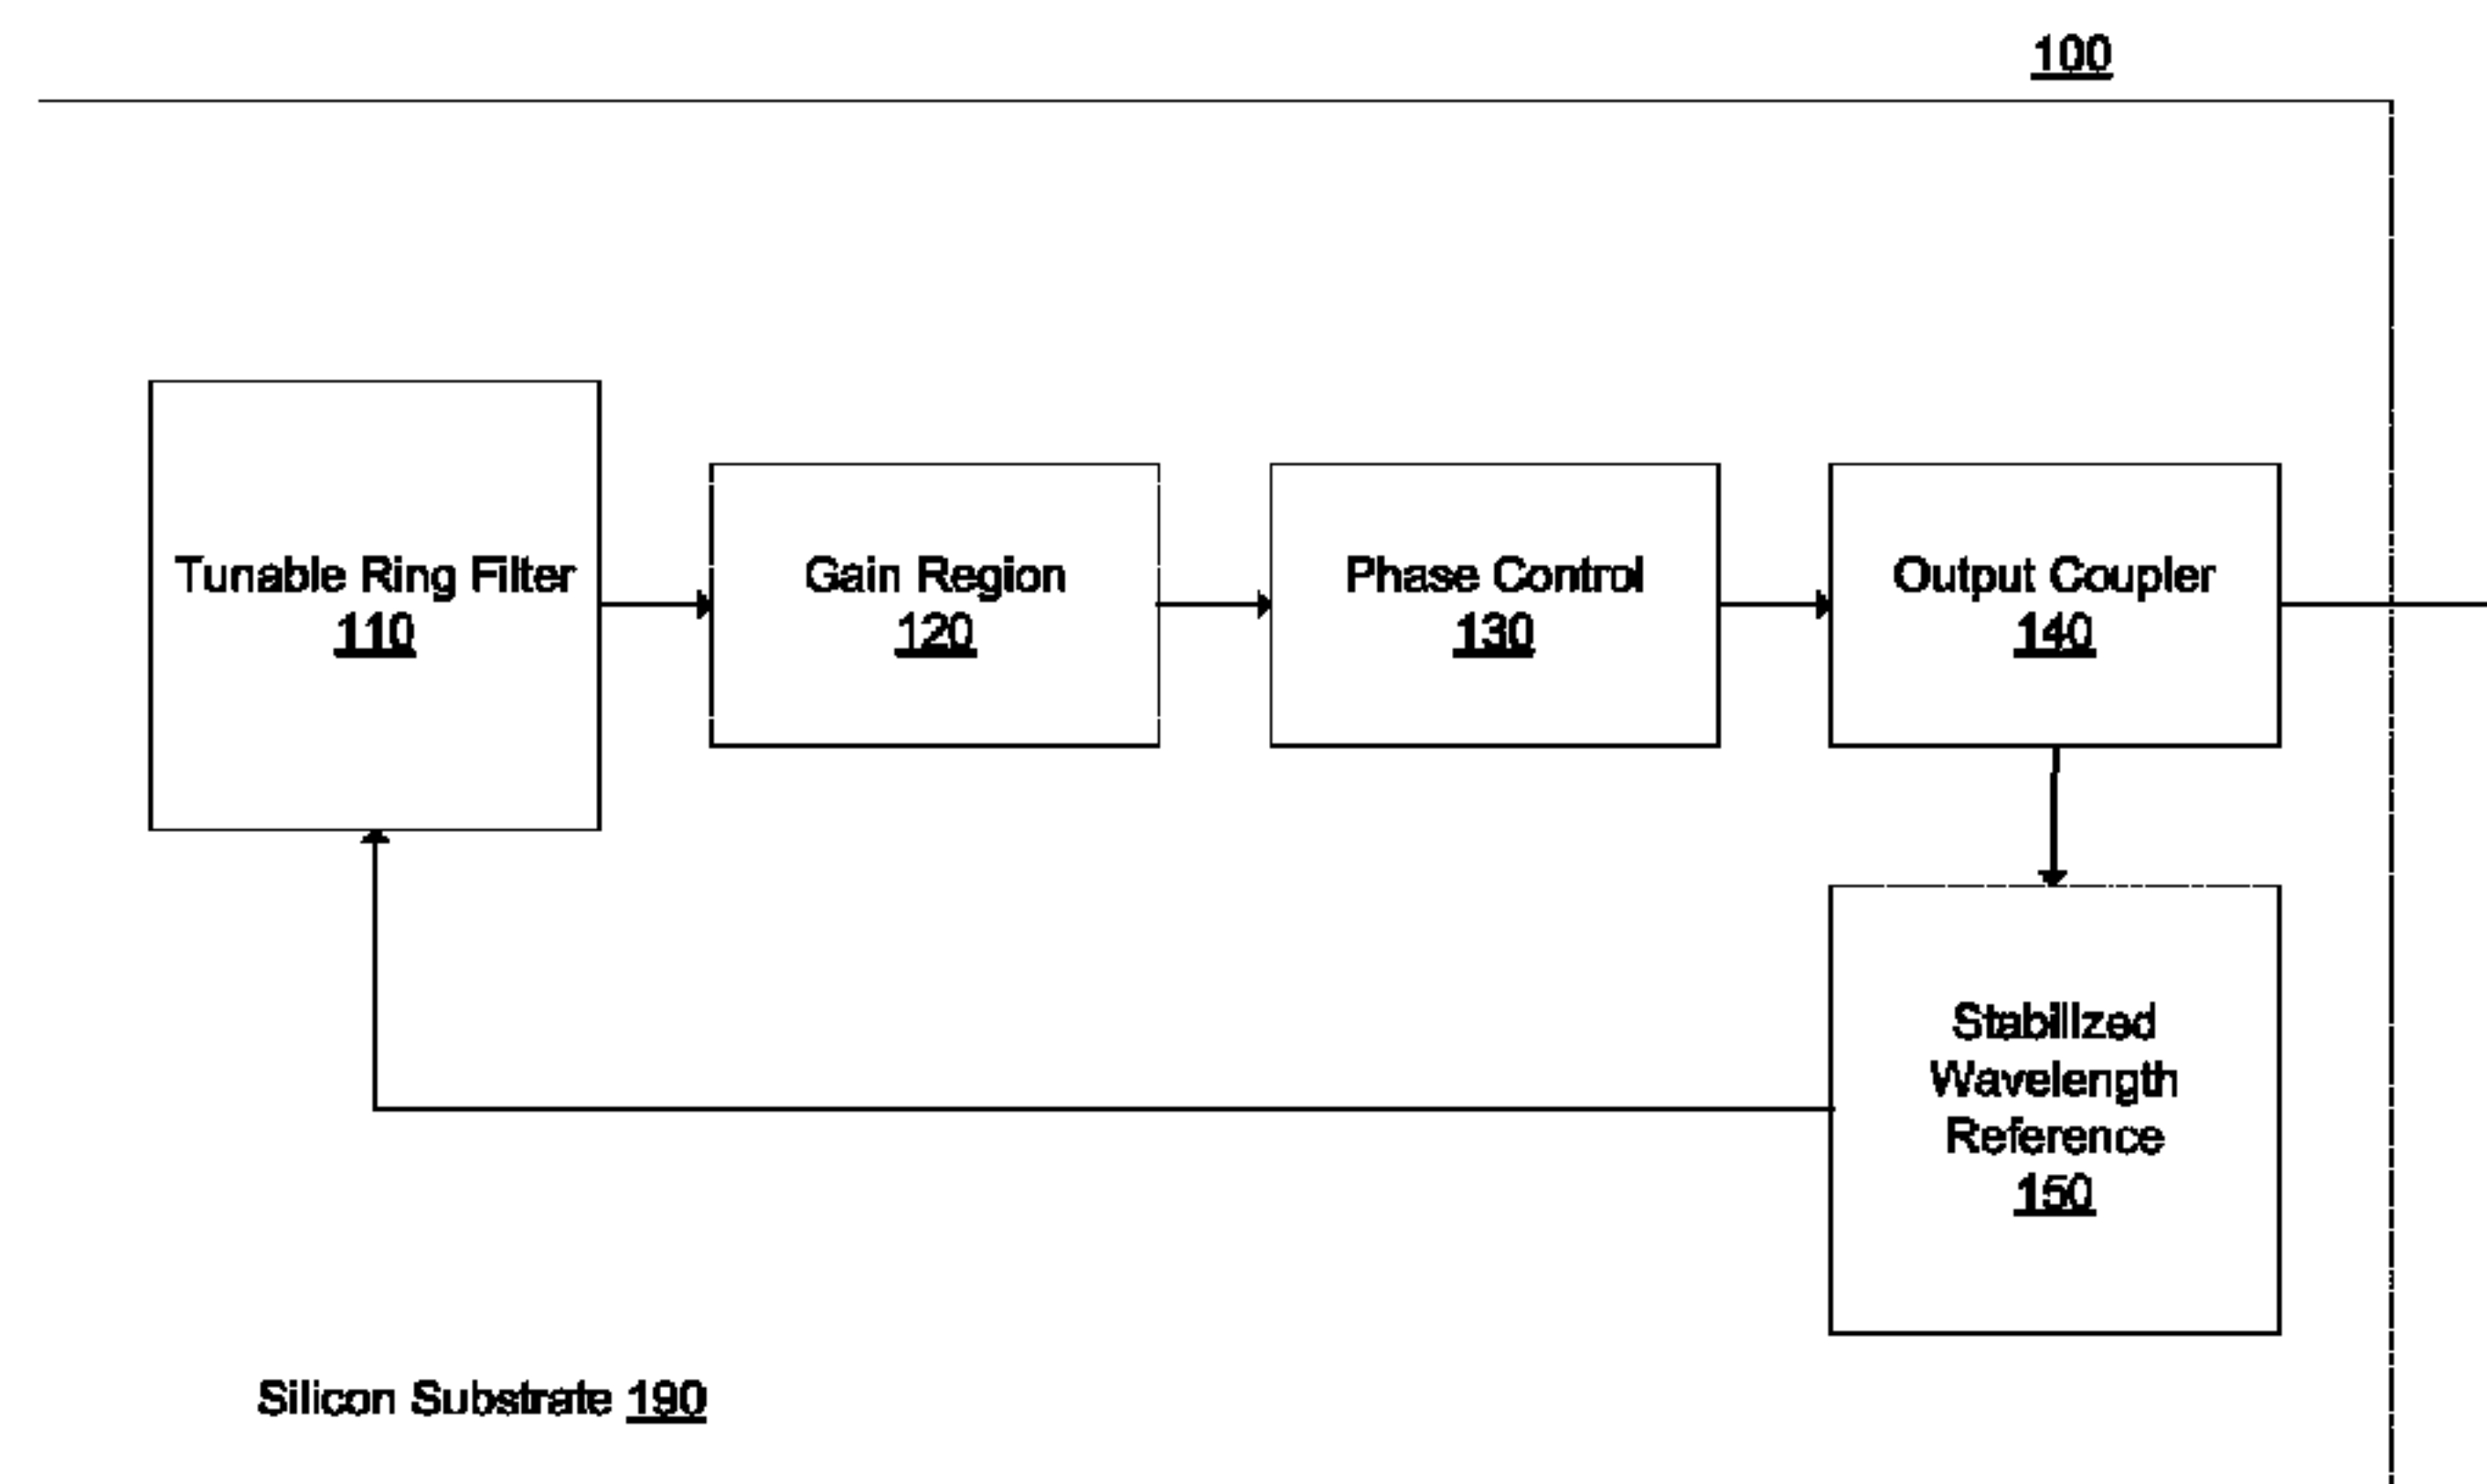 100
Tunable Ring Filter
110
Gain Region
120
Phase Control
130
Output Coupler
140
Stabilized
Wavelength
Reference
150
Silicon Substrate 190